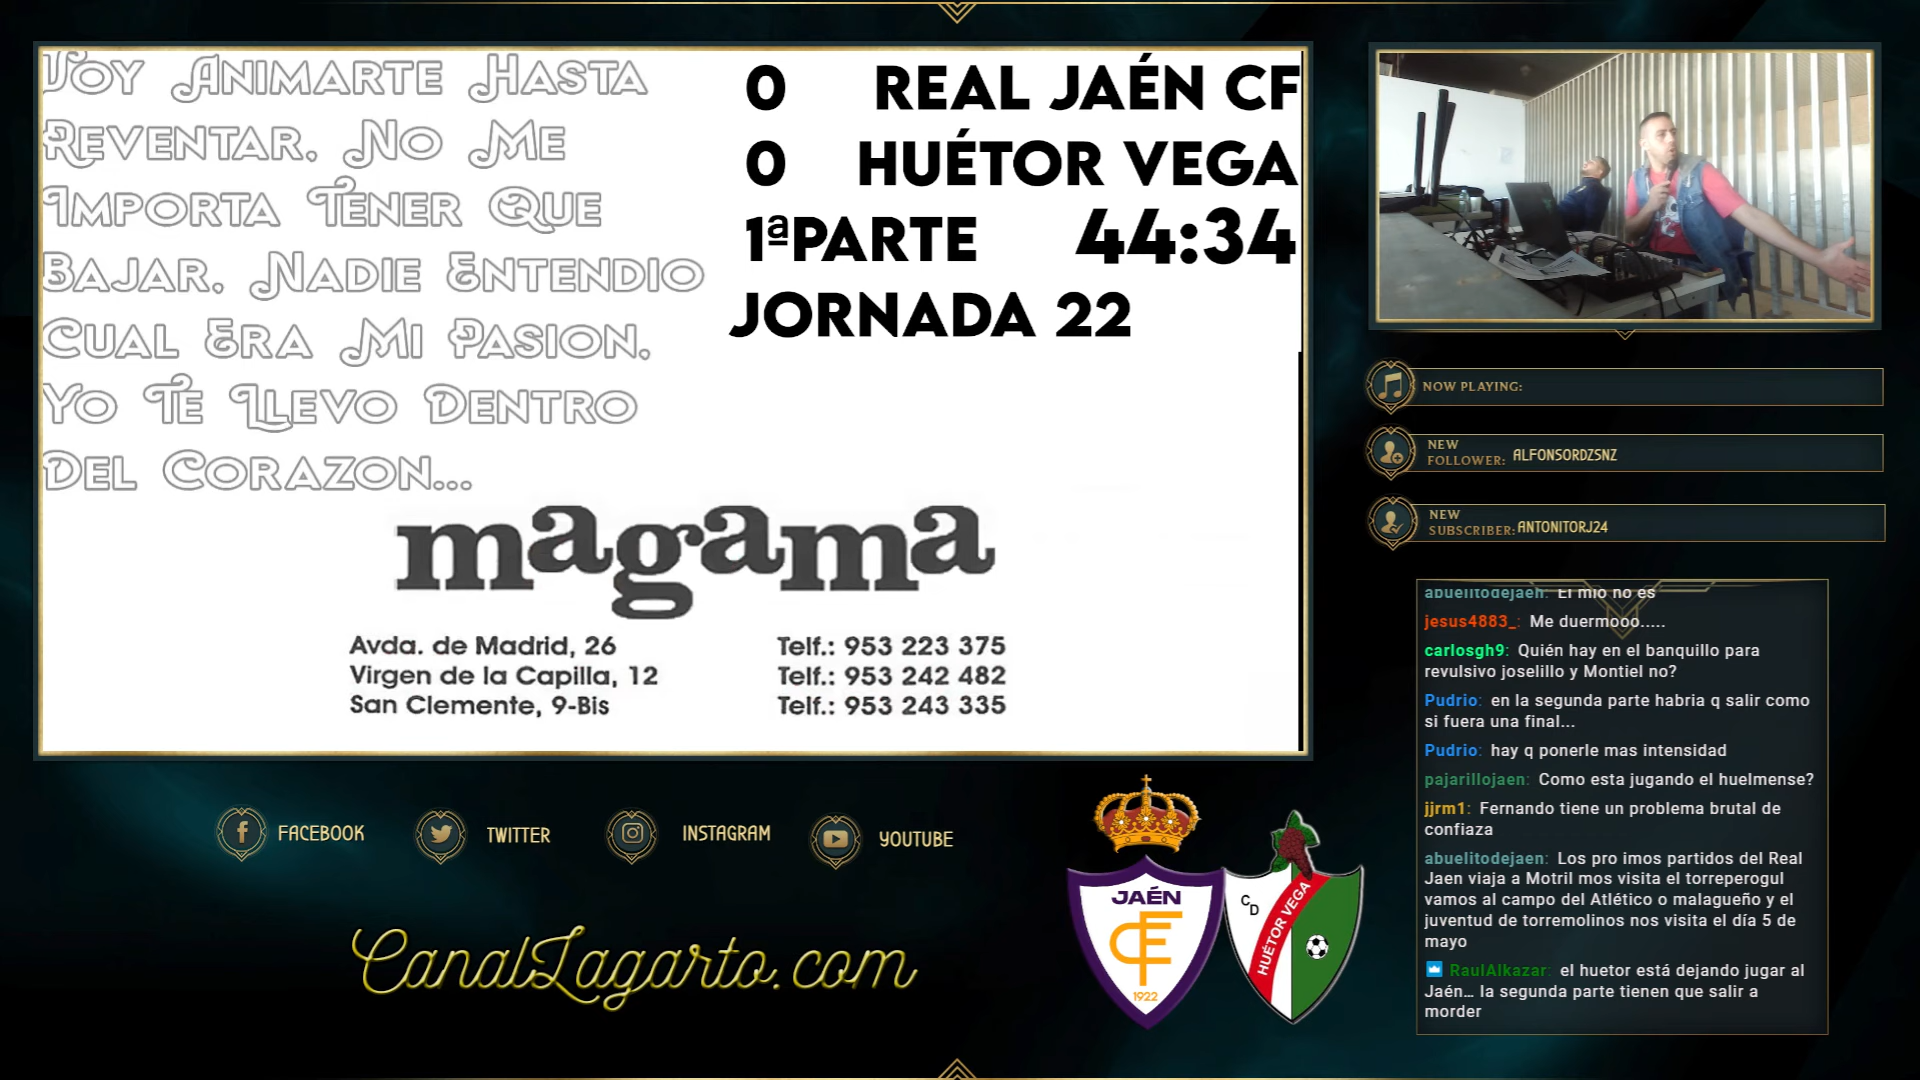 Voy Animarte Hasta
Reventar. No Me
Importa Tener Que
Bajar. Nadie Entendio
Cual Era Mi Pasion.
Yo Te Llevo Dentro
Del Corazon...
0 REAL JAÉN CF
0 HUÉTOR VEGA
1ªPARTE 44:34
JORNADA 22
magama
Avda. de Madrid, 26 Telf.: 953 223 375
Virgen de la Capilla, 12 Telf.: 953 242 482
San Clemente, 9-Bis Telf.: 953 243 335
NOW PLAYING:
NEW
FOLLOWER: ALFONSORDZSNZ
NEW
SUBSCRIBER: ANTONITORJ24
abuelitodejaen: El mio no es
jesus4883_: Me duermooo.....
carlosgh9: Quién hay en el banquillo para
revulsivo joselillo y Montiel no?
Pudrio: en la segunda parte habria q salir como
si fuera una final...
Pudrio: hay q ponerle mas intensidad
pajarillojaen: Como esta jugando el huelmense?
jjrm1: Fernando tiene un problema brutal de
confiaza
abuelitodejaen: Los pro imos partidos del Real
Jaen viaja a Motril mos visita el torreperogul
vamos al campo del Atlético o malagueño y el
juventud de torremolinos nos visita el día 5 de
mayo
RaulAlkazar: el huetor está dejando jugar al
Jaén... la segunda parte tienen que salir a
morder
FACEBOOK
TWITTER
INSTAGRAM
YOUTUBE
CanalLagarto.com
JAÉN
CF
1922
CD
HUÉTOR VEGA